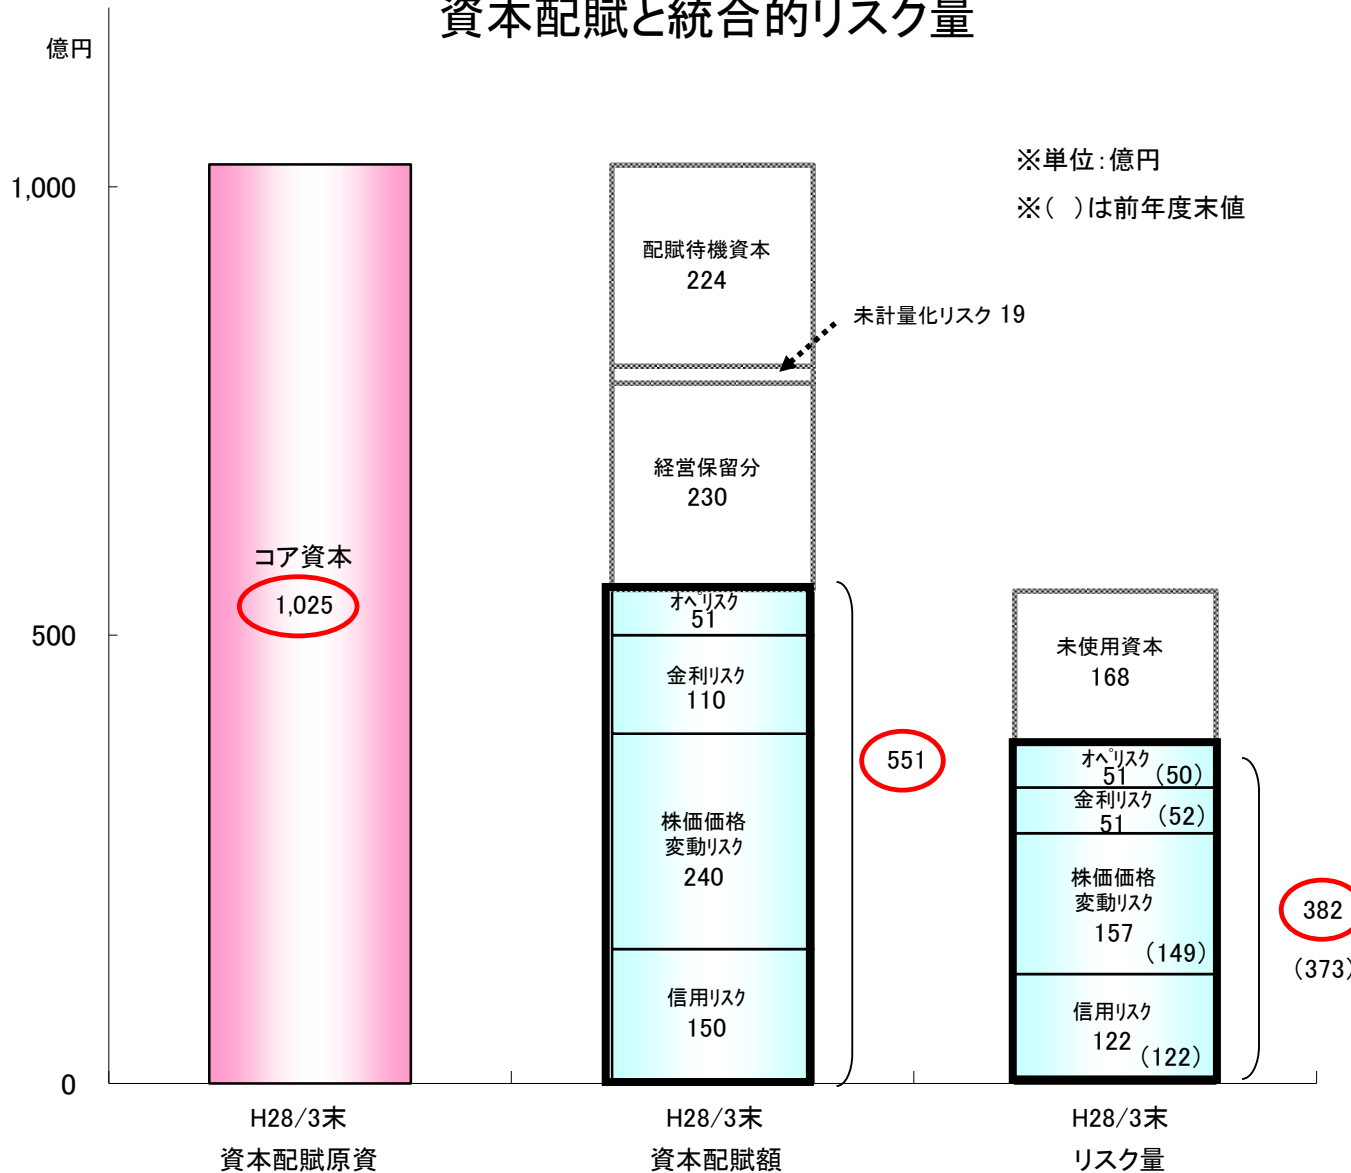 資本配賦と統合的リスク量
億円
1,000
500
0
※単位：億円
※（　）は前年度末値
コア資本
1,025
配賦待機資本
224
未計量化リスク 19
経営保留分
230
オペリスク
51
金利リスク
110
株価価格
変動リスク
240
信用リスク
150
551
未使用資本
168
オペリスク
51 （50）
金利リスク
51 （52）
株価価格
変動リスク
157
（149）
信用リスク
122
（122）
382
（373）
H28/3末
資本配賦原資
H28/3末
資本配賦額
H28/3末
リスク量